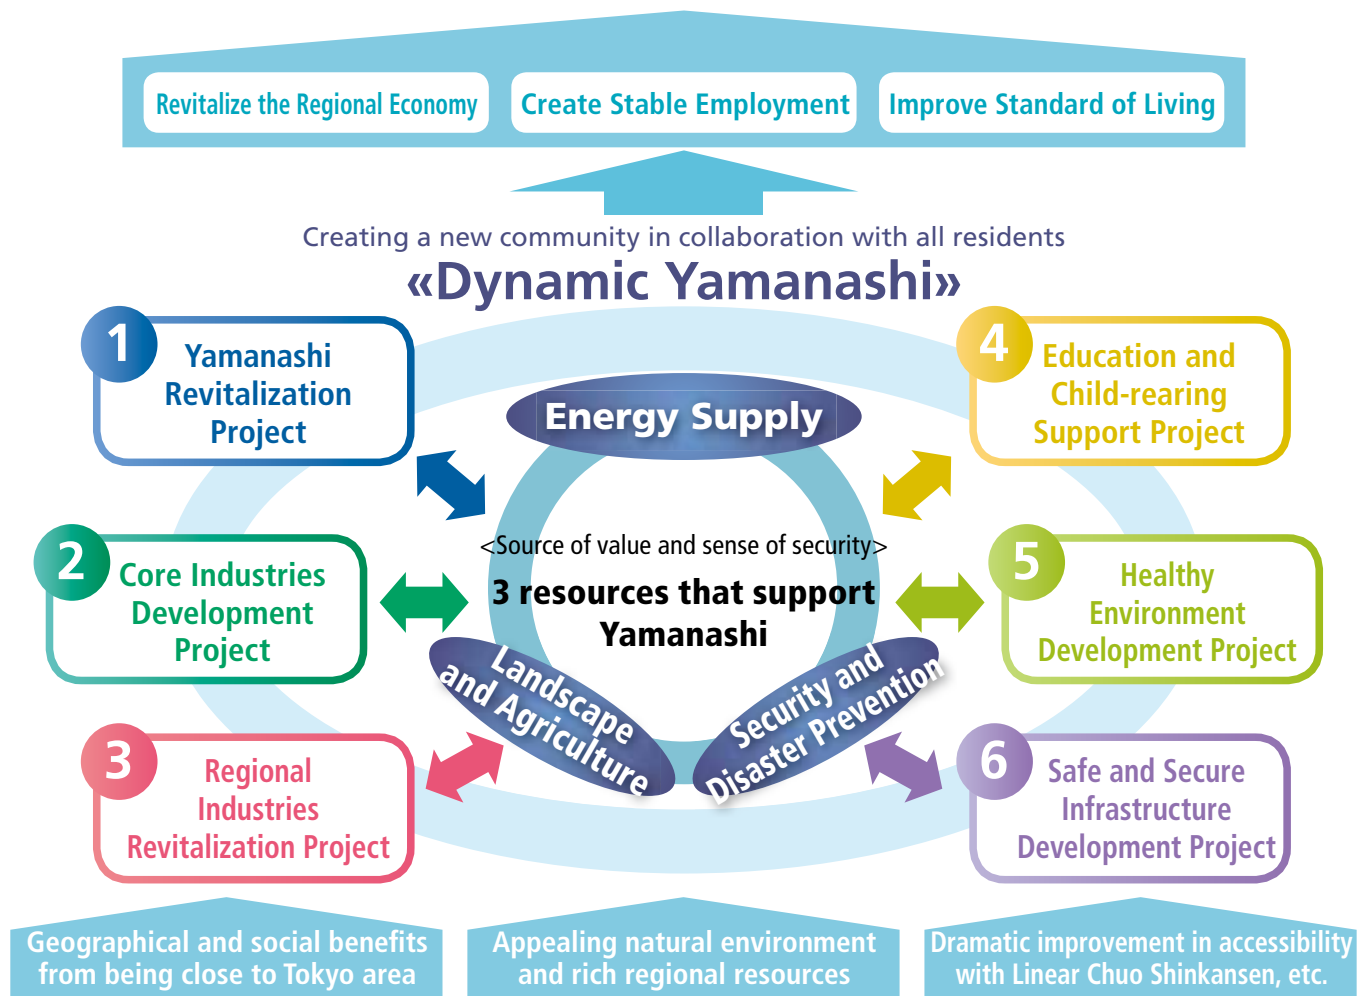 Revitalize the Regional Economy
Create Stable Employment
Improve Standard of Living
Creating a new community in collaboration with all residents
«Dynamic Yamanashi»
1
Yamanashi
Revitalization
Project
2
Core Industries
Development
Project
3
Regional
Industries
Revitalization Project
Energy Supply
<Source of value and sense of security>
3 resources that support
Yamanashi
Landscape
and Agriculture
Security and
Disaster Prevention
4
Education and
Child-rearing
Support Project
5
Healthy
Environment
Development Project
6
Safe and Secure
Infrastructure
Development Project
Geographical and social benefits
from being close to Tokyo area
Appealing natural environment
and rich regional resources
Dramatic improvement in accessibility
with Linear Chuo Shinkansen, etc.